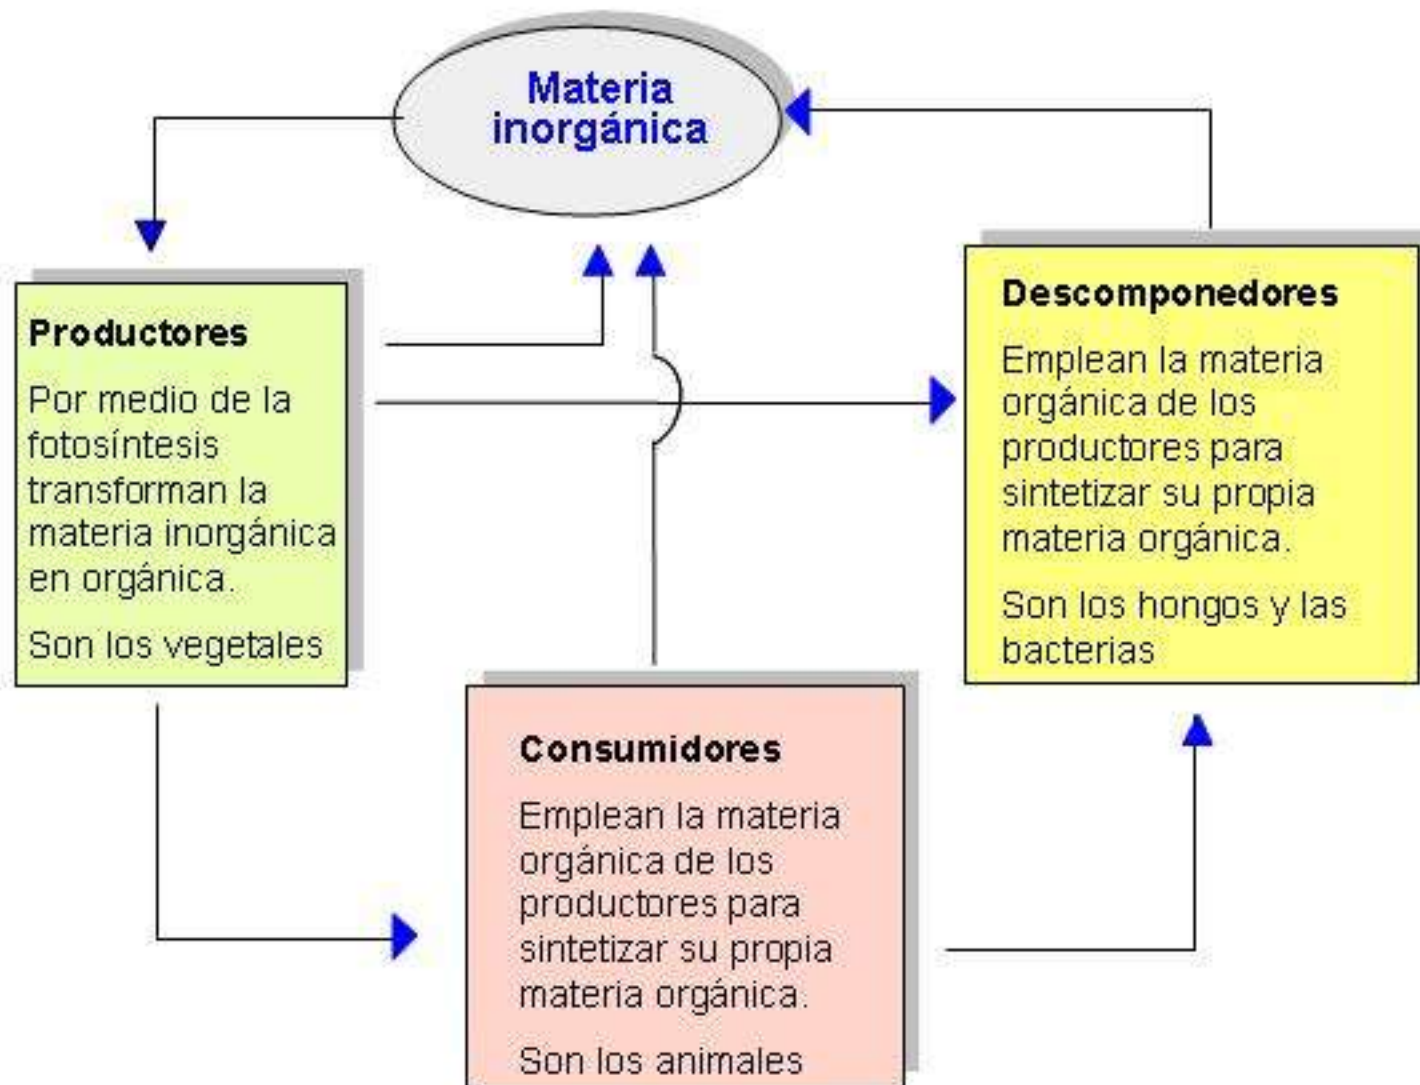 Materia
inorgánica
Productores
Por medio de la
fotosíntesis
transforman la
materia inorgánica
en orgánica.
Son los vegetales
Descomponedores
Emplean la materia
orgánica de los
productores para
sintetizar su propia
materia orgánica.
Son los hongos y las
bacterias
Consumidores
Emplean la materia
orgánica de los
productores para
sintetizar su propia
materia orgánica.
Son los animales